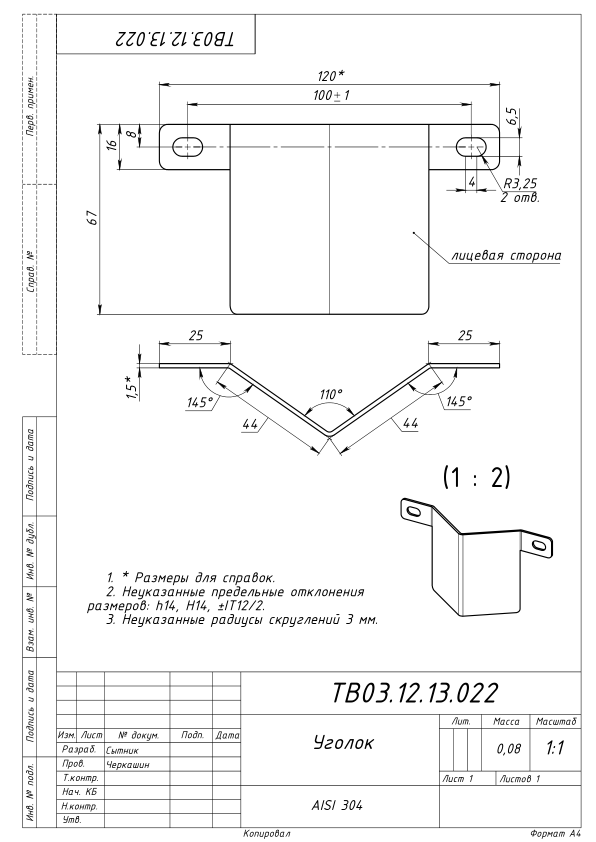 ТВ03.12.13.022
Перв. примен.
Справ. №
Подпись и дата
Инв. № дубл.
Взам. инв. №
Подпись и дата
Инв. № подл.
120*
100±1
6,5
8
16
67
4
R3,25
2 отв.
лицевая сторона
25
25
1,5*
145°
110°
145°
44
44
(1 : 2)
1. * Размеры для справок.
2. Неуказанные предельные отклонения
размеров: h14, H14, ±IT12/2.
3. Неуказанные радиусы скруглений 3 мм.
ТВ03.12.13.022
Изм. Лист № докум. Подп. Дата
Разраб. Сытник
Пров. Черкашин
Т.контр.
Нач. КБ
Н.контр.
Утв.
Уголок
Лит. Масса Масштаб
0,08 1:1
Лист 1 Листов 1
AISI 304
Копировал Формат А4